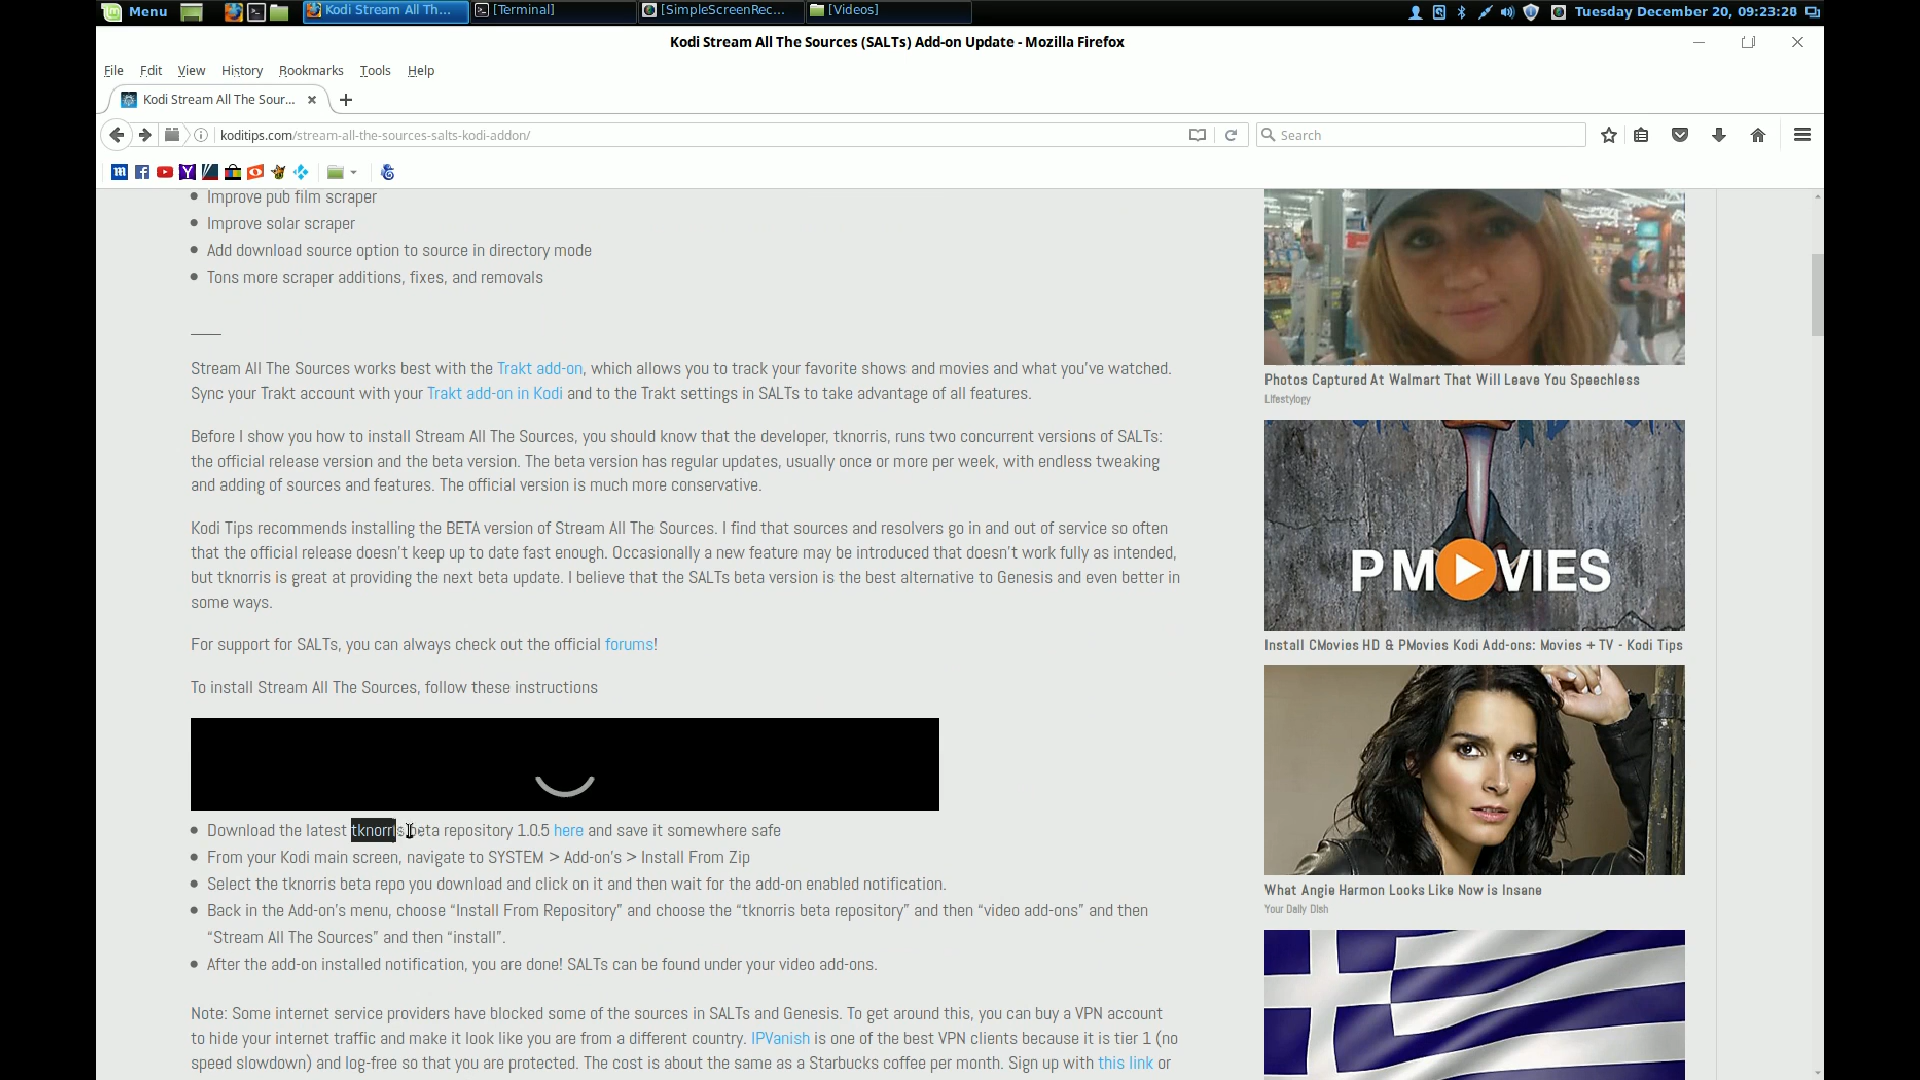 Menu
Kodi Stream All Th...
[Terminal]
[SimpleScreenRec...
[Videos]
Tuesday December 20, 09:23:28
Kodi Stream All The Sources (SALTs) Add-on Update - Mozilla Firefox
File Edit View History Bookmarks Tools Help
Kodi Stream All The Sour...
koditips.com/stream-all-the-sources-salts-kodi-addon/
Search
Improve pub film scraper
Improve solar scraper
Add download source option to source in directory mode
Tons more scraper additions, fixes, and removals
Stream All The Sources works best with the Trakt add-on, which allows you to track your favorite shows and movies and what you've watched.
Sync your Trakt account with your Trakt add-on in Kodi and to the Trakt settings in SALTs to take advantage of all features.
Before I show you how to install Stream All The Sources, you should know that the developer, tknorris, runs two concurrent versions of SALTs:
the official release version and the beta version. The beta version has regular updates, usually once or more per week, with endless tweaking
and adding of sources and features. The official version is much more conservative.
Kodi Tips recommends installing the BETA version of Stream All The Sources. I find that sources and resolvers go in and out of service so often
that the official release doesn't keep up to date fast enough. Occasionally a new feature may be introduced that doesn't work fully as intended,
but tknorris is great at providing the next beta update. I believe that the SALTs beta version is the best alternative to Genesis and even better in
some ways.
For support for SALTs, you can always check out the official forums!
To install Stream All The Sources, follow these instructions
Download the latest tknorris beta repository 1.0.5 here and save it somewhere safe
From your Kodi main screen, navigate to SYSTEM > Add-on's > Install From Zip
Select the tknorris beta repo you download and click on it and then wait for the add-on enabled notification.
Back in the Add-on's menu, choose “Install From Repository” and choose the “tknorris beta repository” and then “video add-ons” and then
“Stream All The Sources” and then “install”.
After the add-on installed notification, you are done! SALTs can be found under your video add-ons.
Note: Some internet service providers have blocked some of the sources in SALTs and Genesis. To get around this, you can buy a VPN account
to hide your internet traffic and make it look like you are from a different country. IPVanish is one of the best VPN clients because it is tier 1 (no
speed slowdown) and log-free so that you are protected. The cost is about the same as a Starbucks coffee per month. Sign up with this link or
Photos Captured At Walmart That Will Leave You Speechless
Lifestylogy
PM VIES
Install CMovies HD & PMovies Kodi Add-ons: Movies + TV - Kodi Tips
What Angie Harmon Looks Like Now is Insane
Your Daily Dish